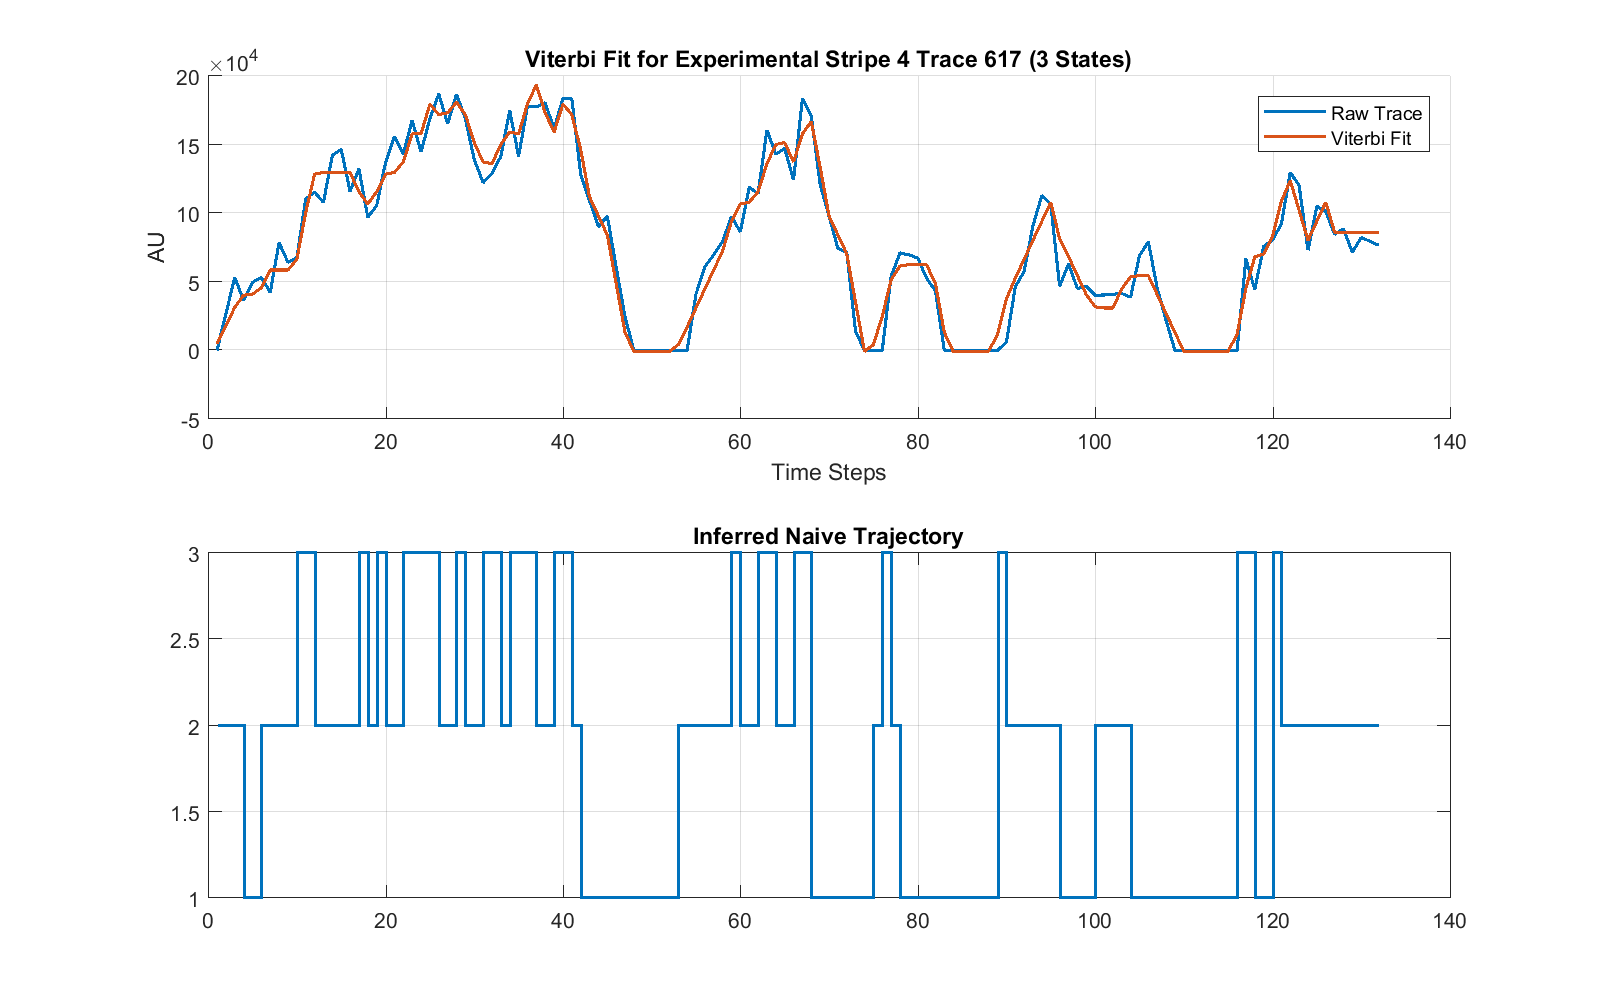 Viterbi Fit for Experimental Stripe 4 Trace 617 (3 States)
×10⁴
20
15
10
5
0
-5
AU
Raw Trace
Viterbi Fit
0 20 40 60 80 100 120 140
Time Steps
Inferred Naive Trajectory
3
2.5
2
1.5
1
0 20 40 60 80 100 120 140